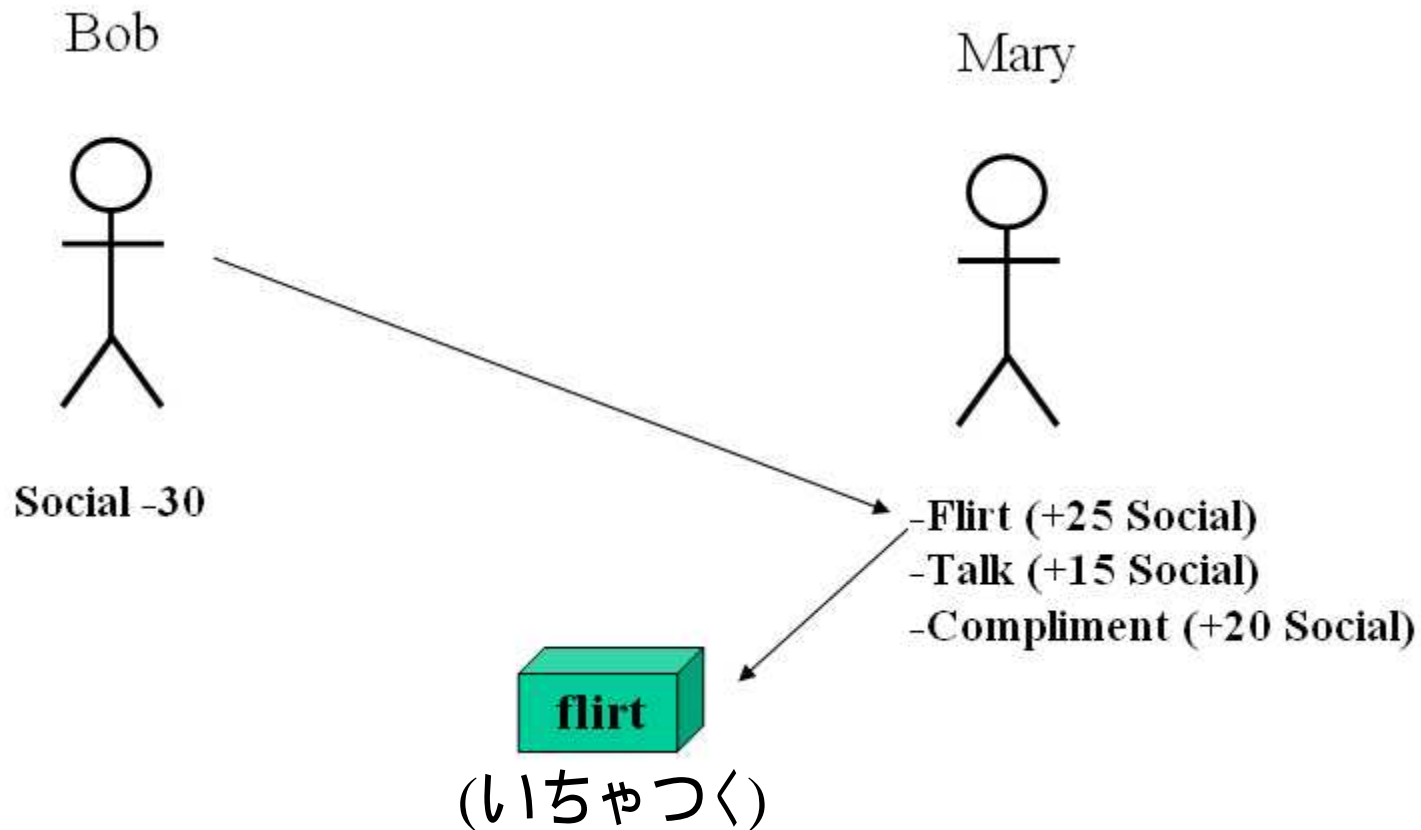 Bob
Mary
Social -30
-Flirt (+25 Social)
-Talk (+15 Social)
-Compliment (+20 Social)
flirt
(いちゃつく)